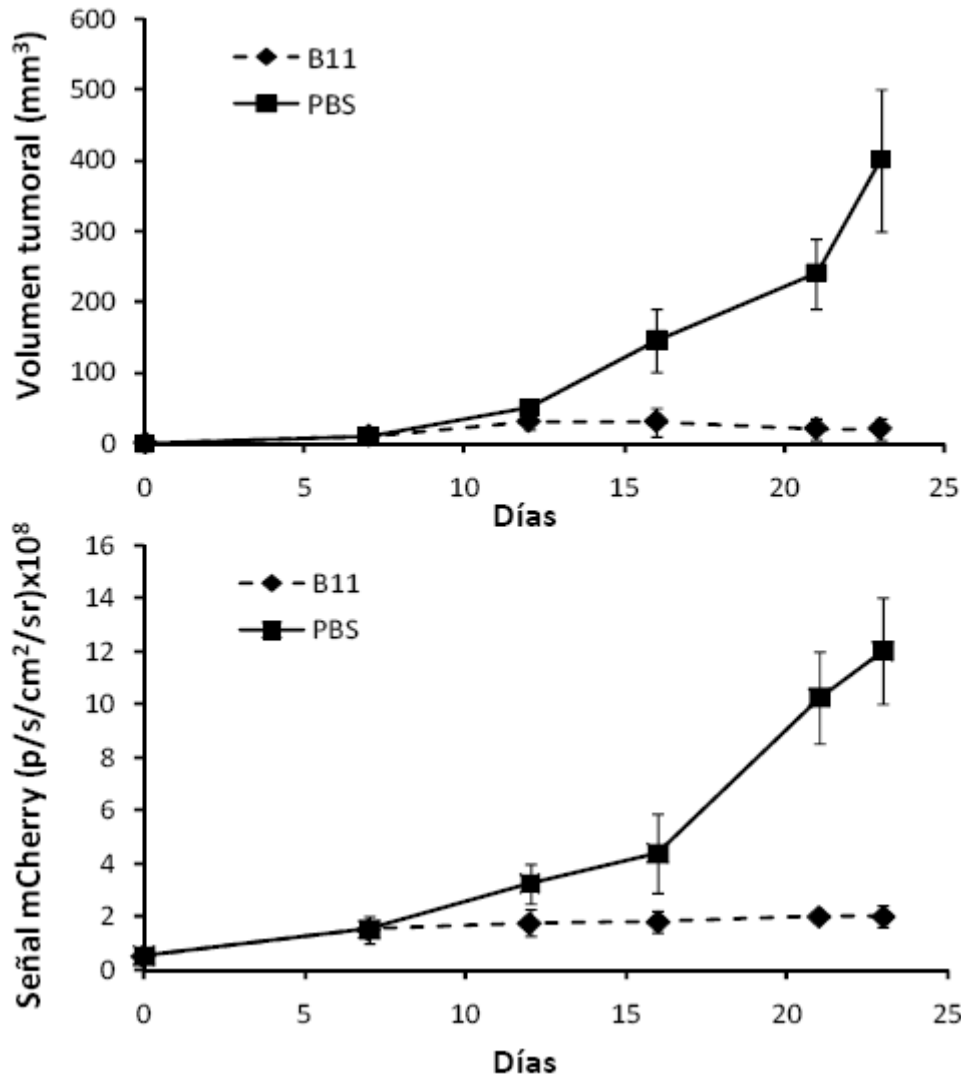 Volumen tumoral (mm³)
600
500
400
300
200
100
0
B11
PBS
0 5 10 15 20 25
Días
Señal mCherry (p/s/cm²/sr)x10⁸
16
14
12
10
8
6
4
2
0
B11
PBS
0 5 10 15 20 25
Días